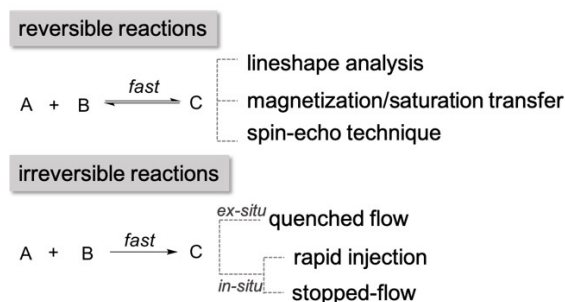 reversible reactions
lineshape analysis
A + B fast C
magnetization/saturation transfer
spin-echo technique
irreversible reactions
ex-situ quenched flow
A + B fast C
rapid injection
in-situ
stopped-flow